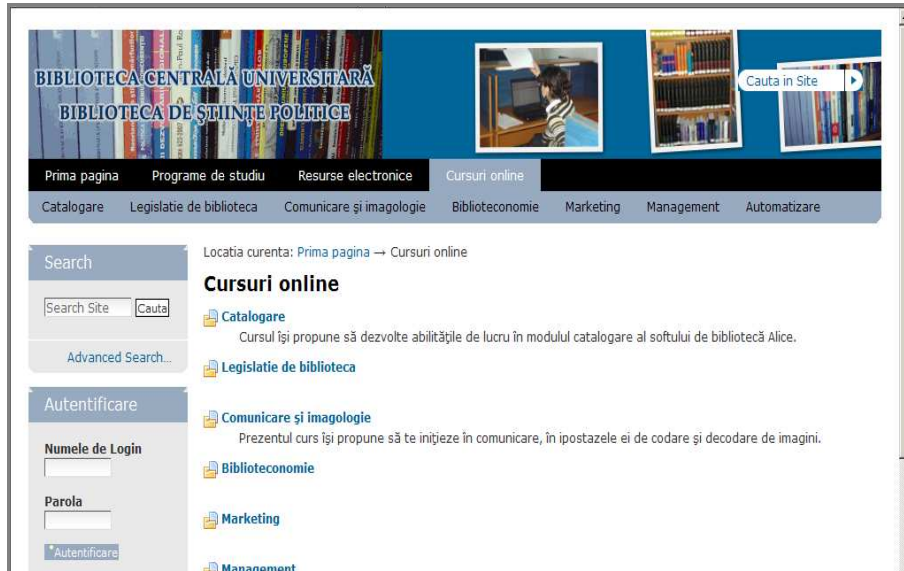 BIBLIOTECA CENTRALĂ UNIVERSITARĂ
BIBLIOTECA DE ŞTIINŢE POLITICE
Cauta in Site
Prima pagina Programe de studiu Resurse electronice Cursuri online
Catalogare Legislatie de biblioteca Comunicare şi imagologie Biblioteconomie Marketing Management Automatizare
Search
Search Site Cauta
Advanced Search...
Autentificare
Numele de Login
Parola
Autentificare
Locatia curenta: Prima pagina → Cursuri online
Cursuri online
Catalogare
Cursul îşi propune să dezvolte abilităţile de lucru în modulul catalogare al softului de bibliotecă Alice.
Legislatie de biblioteca
Comunicare şi imagologie
Prezentul curs îşi propune să te iniţieze în comunicare, în ipostazele ei de codare şi decodare de imagini.
Biblioteconomie
Marketing
Management